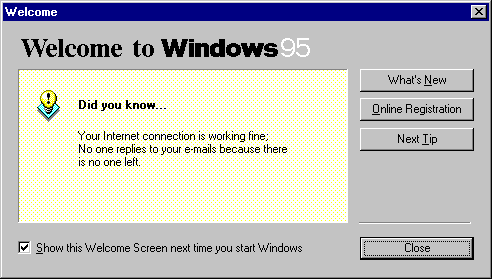 Welcome
Welcome to Windows95
Did you know...
Your Internet connection is working fine;
No one replies to your e-mails because there
is no one left.
What's New
Online Registration
Next Tip
Show this Welcome Screen next time you start Windows
Close